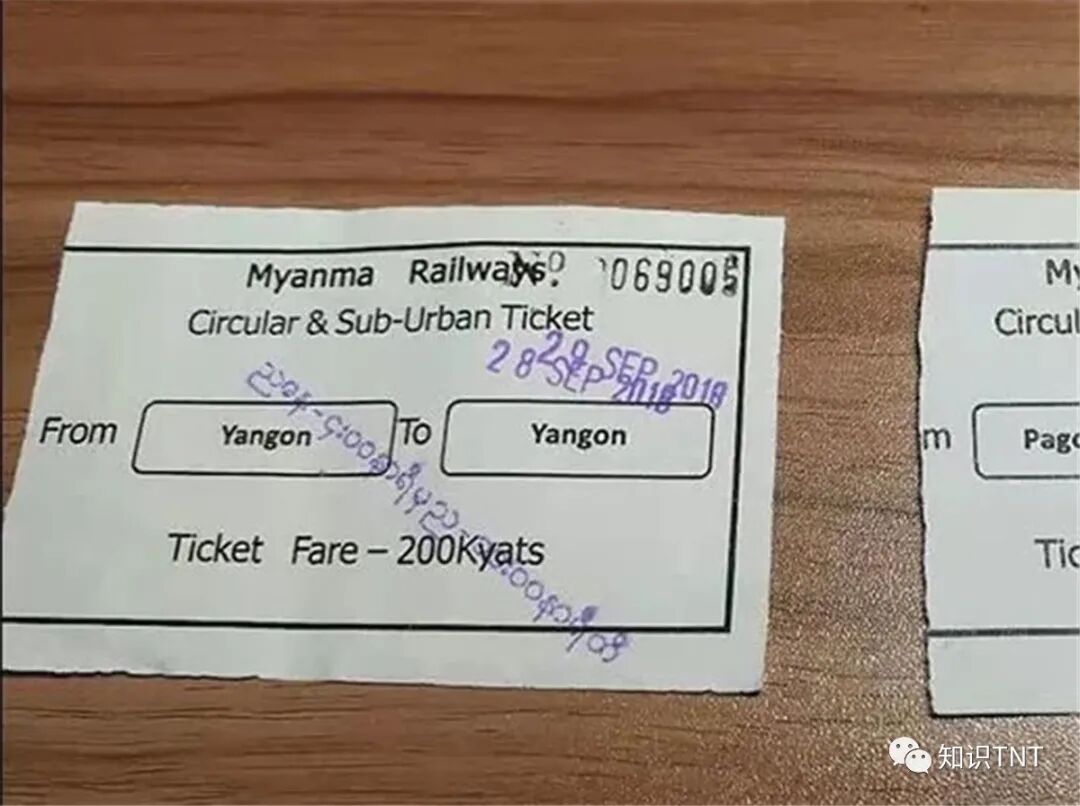 Myanma Railways. No 069005
Circular & Sub-Urban Ticket
28 SEP 2018
29 SEP 2018
From Yangon To Yangon
Ticket Fare – 200Kyats
My
Circul
m Pago
Tic
知识TNT